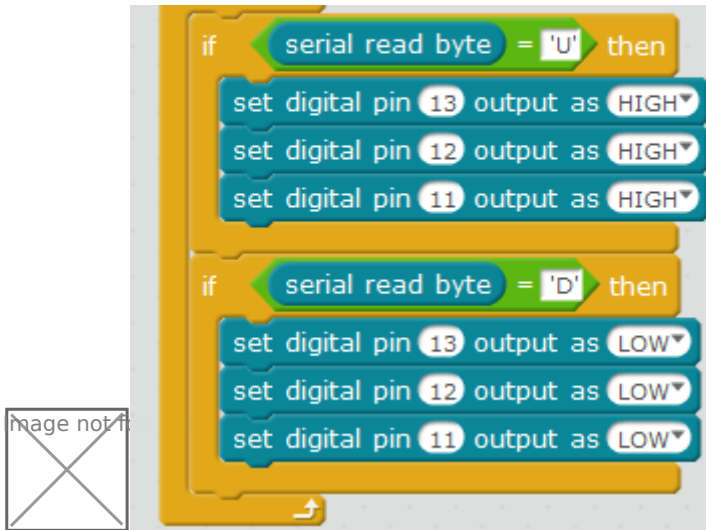 if serial read byte = 'U' then
set digital pin 13 output as HIGH
set digital pin 12 output as HIGH
set digital pin 11 output as HIGH
if serial read byte = 'D' then
set digital pin 13 output as LOW
set digital pin 12 output as LOW
set digital pin 11 output as LOW
mage not f